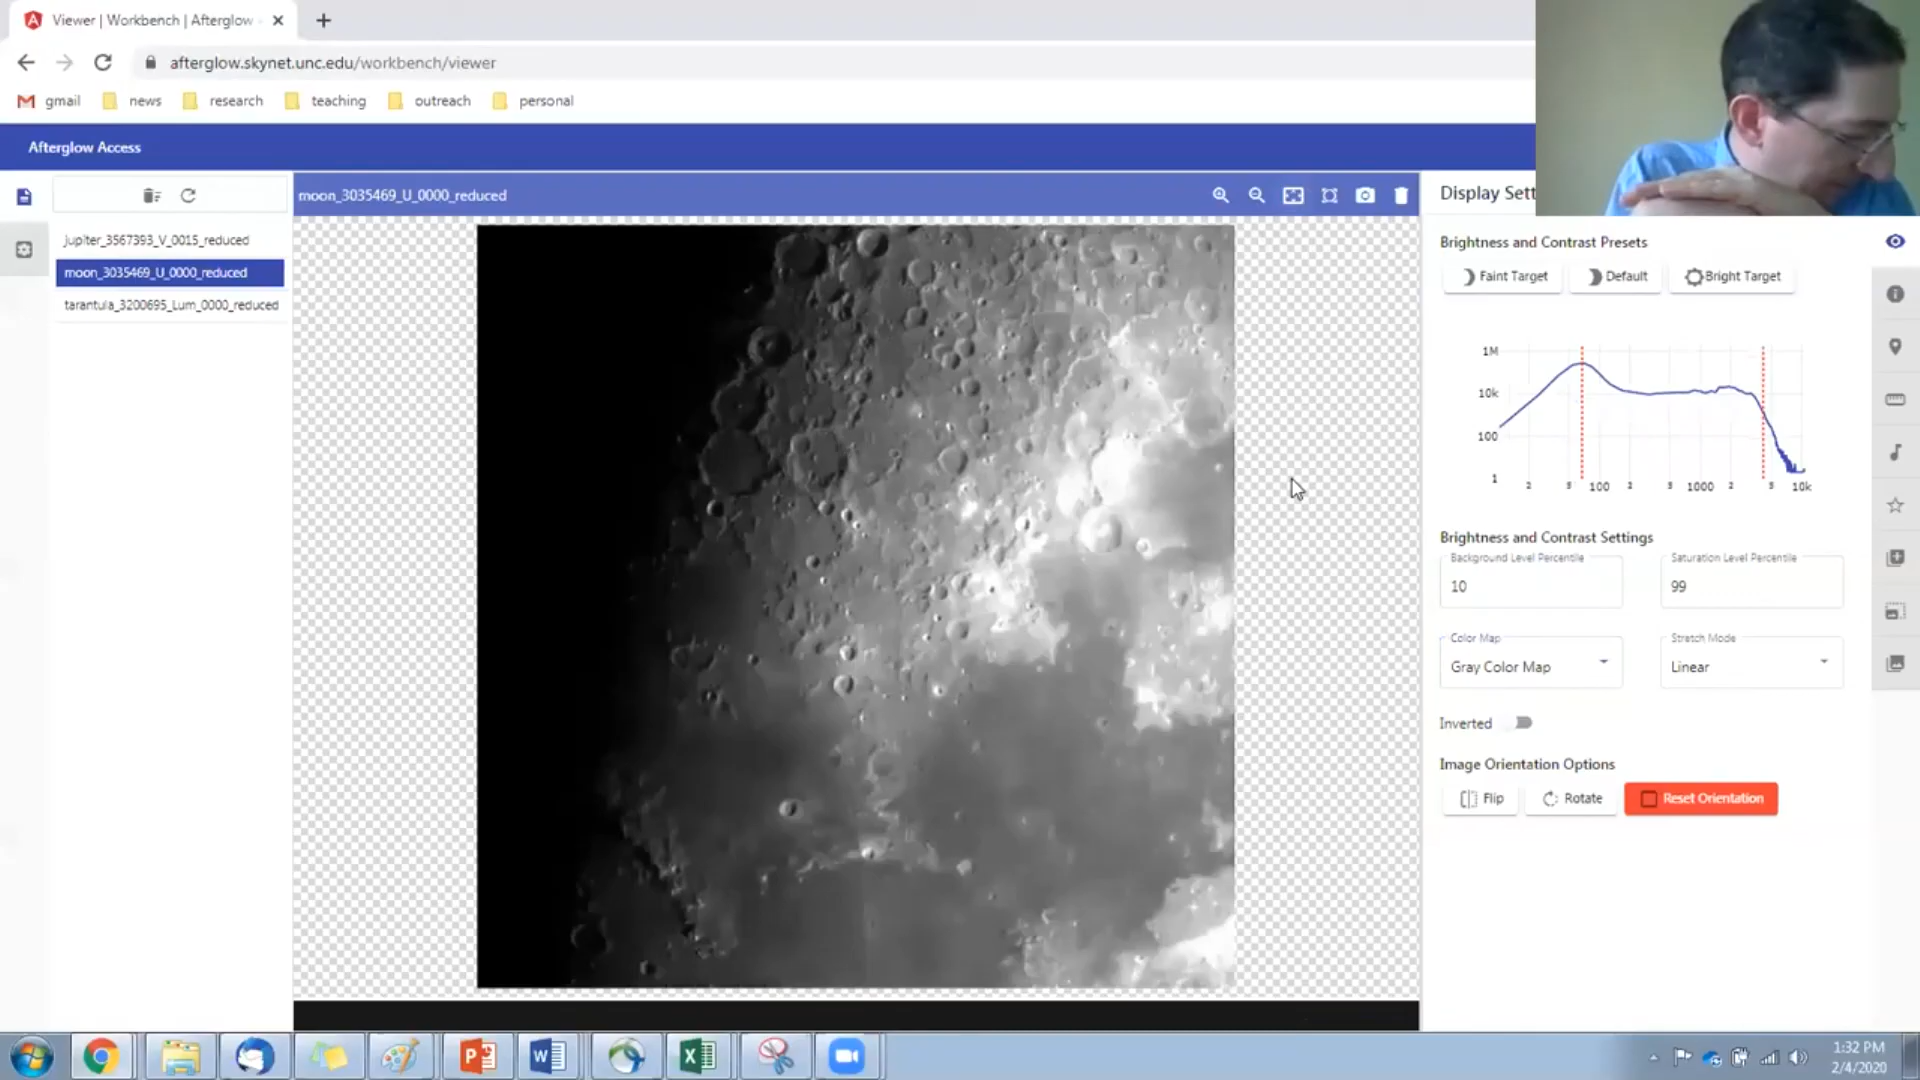 Viewer | Workbench | Afterglow
afterglow.skynet.unc.edu/workbench/viewer
gmail news research teaching outreach personal
Afterglow Access
moon_3035469_U_0000_reduced
Display Sett
jupiter_3567393_V_0015_reduced
moon_3035469_U_0000_reduced
tarantula_3200695_Lum_0000_reduced
Brightness and Contrast Presets
Faint Target Default Bright Target
1M
10k
100
1
2 5 100 2 5 1000 2 5 10k
Brightness and Contrast Settings
Background Level Percentile Saturation Level Percentile
10 99
Color Map Stretch Mode
Gray Color Map Linear
Inverted
Image Orientation Options
Flip Rotate Reset Orientation
1:32 PM
2/4/2020